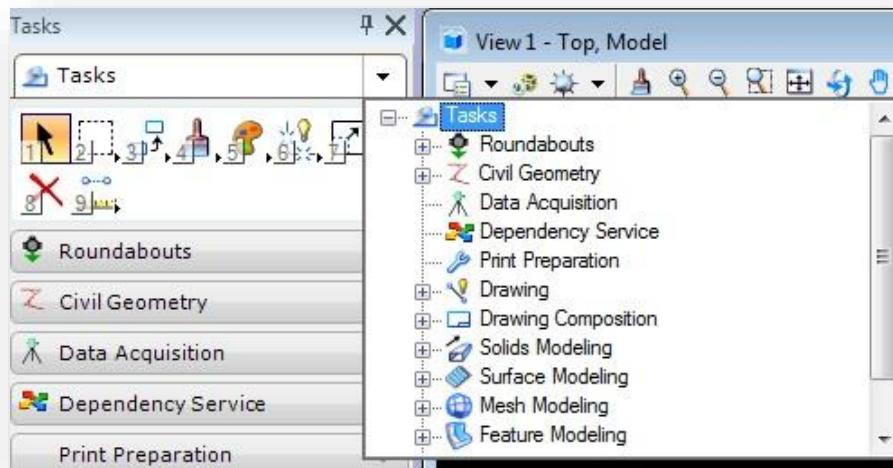 Tasks
View 1 - Top, Model
Tasks
1 2 3 4 5 6 7
8 9
Tasks
Roundabouts
Civil Geometry
Data Acquisition
Dependency Service
Print Preparation
Drawing
Drawing Composition
Solids Modeling
Surface Modeling
Mesh Modeling
Feature Modeling
Roundabouts
Civil Geometry
Data Acquisition
Dependency Service
Print Preparation